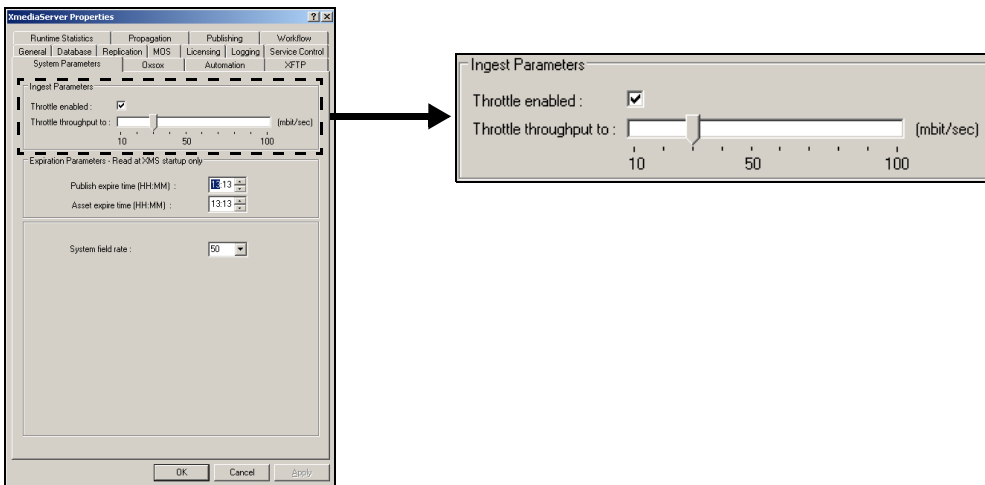 XmediaServer Properties
Runtime Statistics Propagation Publishing Workflow
General Database Replication MOS Licensing Logging Service Control
System Parameters Oxsox Automation XFTP
Ingest Parameters
Throttle enabled :
Throttle throughput to : (mbit/sec)
10 50 100
Expiration Parameters - Read at XMS startup only
Publish expire time (HH:MM) : 13:13
Asset expire time (HH:MM) : 13:13
System field rate : 50
OK Cancel Apply
Ingest Parameters
Throttle enabled :
Throttle throughput to : (mbit/sec)
10 50 100